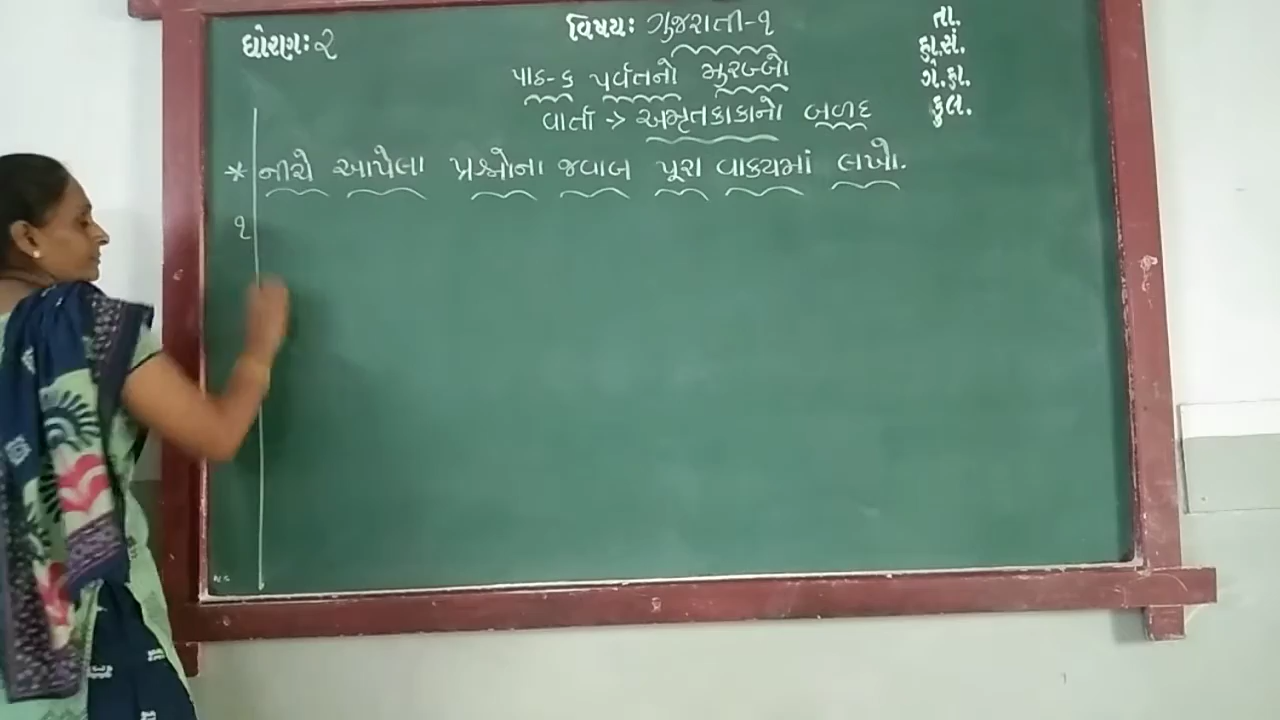 ધોરણઃ ૨
વિષયઃ ગુજરાતી-૧
પાઠ-૬ પર્વતનો મુરબ્બો
વાર્તા -> અમૃતકાકાનો બળદ
* નીચે આપેલા પ્રશ્નોના જવાબ પૂરા વાક્યમાં લખો.
૧
તા.
હા.સં.
ગે.હા.
કુલ.